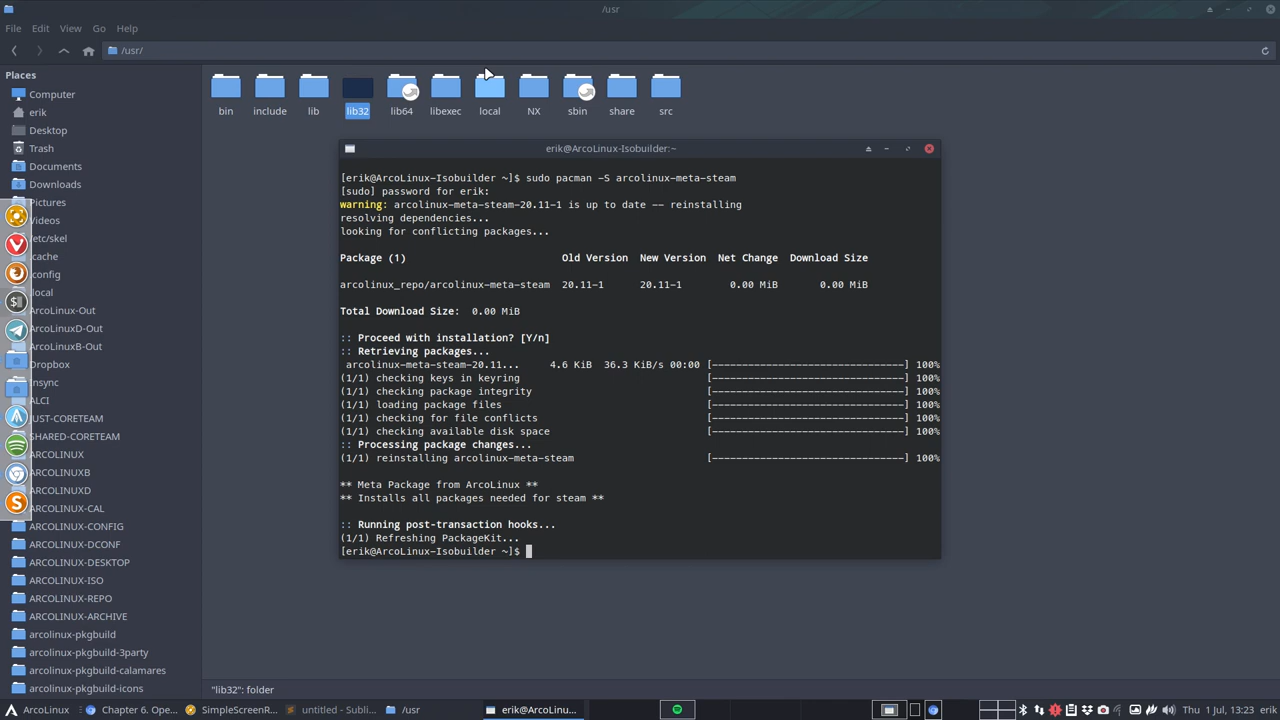 /usr
File Edit View Go Help
/usr/
Places
Computer
erik
Desktop
Trash
Documents
Downloads
Pictures
Videos
/etc/skel
.cache
.config
.local
ArcoLinux-Out
ArcoLinuxD-Out
ArcoLinuxB-Out
Dropbox
Insync
ALCI
JUST-CORETEAM
SHARED-CORETEAM
ARCOLINUX
ARCOLINUXB
ARCOLINUXD
ARCOLINUX-CAL
ARCOLINUX-CONFIG
ARCOLINUX-DCONF
ARCOLINUX-DESKTOP
ARCOLINUX-ISO
ARCOLINUX-REPO
ARCOLINUX-ARCHIVE
arcolinux-pkgbuild
arcolinux-pkgbuild-3party
arcolinux-pkgbuild-calamares
arcolinux-pkgbuild-icons
bin include lib lib32 lib64 libexec local NX sbin share src
erik@ArcoLinux-Isobuilder:~
[erik@ArcoLinux-Isobuilder ~]$ sudo pacman -S arcolinux-meta-steam
[sudo] password for erik:
warning: arcolinux-meta-steam-20.11-1 is up to date -- reinstalling
resolving dependencies...
looking for conflicting packages...
Package (1) Old Version New Version Net Change Download Size
arcolinux_repo/arcolinux-meta-steam 20.11-1 20.11-1 0.00 MiB 0.00 MiB
Total Download Size: 0.00 MiB
:: Proceed with installation? [Y/n]
:: Retrieving packages...
arcolinux-meta-steam-20.11... 4.6 KiB 36.3 KiB/s 00:00 [--------------------------------] 100%
(1/1) checking keys in keyring [--------------------------------] 100%
(1/1) checking package integrity [--------------------------------] 100%
(1/1) loading package files [--------------------------------] 100%
(1/1) checking for file conflicts [--------------------------------] 100%
(1/1) checking available disk space [--------------------------------] 100%
:: Processing package changes...
(1/1) reinstalling arcolinux-meta-steam [--------------------------------] 100%
** Meta Package from ArcoLinux **
** Installs all packages needed for steam **
:: Running post-transaction hooks...
(1/1) Refreshing PackageKit...
[erik@ArcoLinux-Isobuilder ~]$
"lib32": folder
ArcoLinux Chapter 6. Ope... SimpleScreenR... untitled - Subli... /usr erik@ArcoLinu... Thu 1 Jul, 13:23 erik